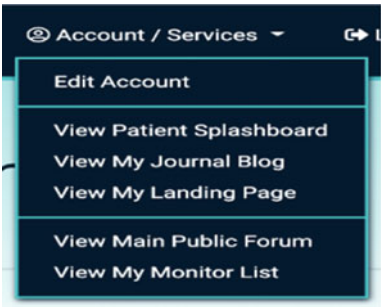 Account / Services
Edit Account
View Patient Splashboard
View My Journal Blog
View My Landing Page
View Main Public Forum
View My Monitor List